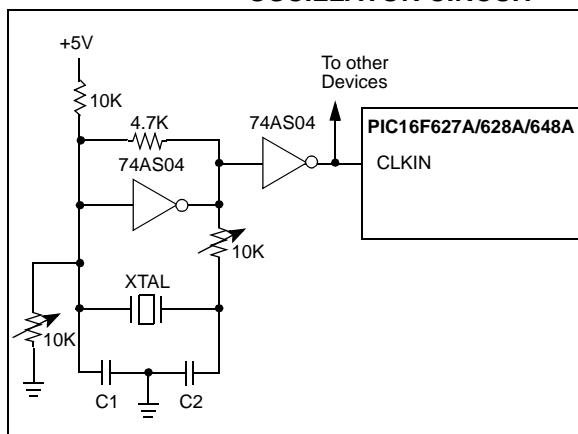 OSCILLATOR CIRCUIT
+5V
10K
4.7K
74AS04
74AS04
To other
Devices
PIC16F627A/628A/648A
CLKIN
10K
XTAL
10K
C1
C2